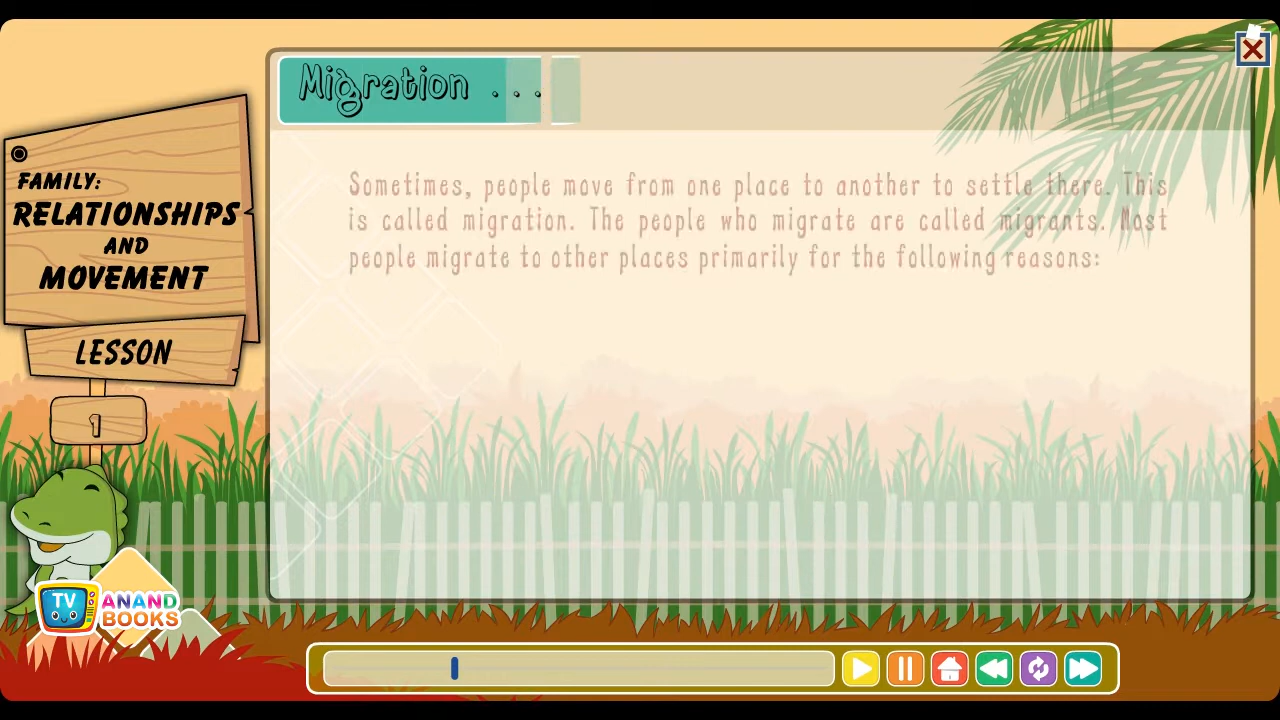 Migration ...
FAMILY:
RELATIONSHIPS
AND
MOVEMENT
LESSON
1
Sometimes, people move from one place to another to settle there. This
is called migration. The people who migrate are called migrants. Most
people migrate to other places primarily for the following reasons:
TV
ANAND
BOOKS